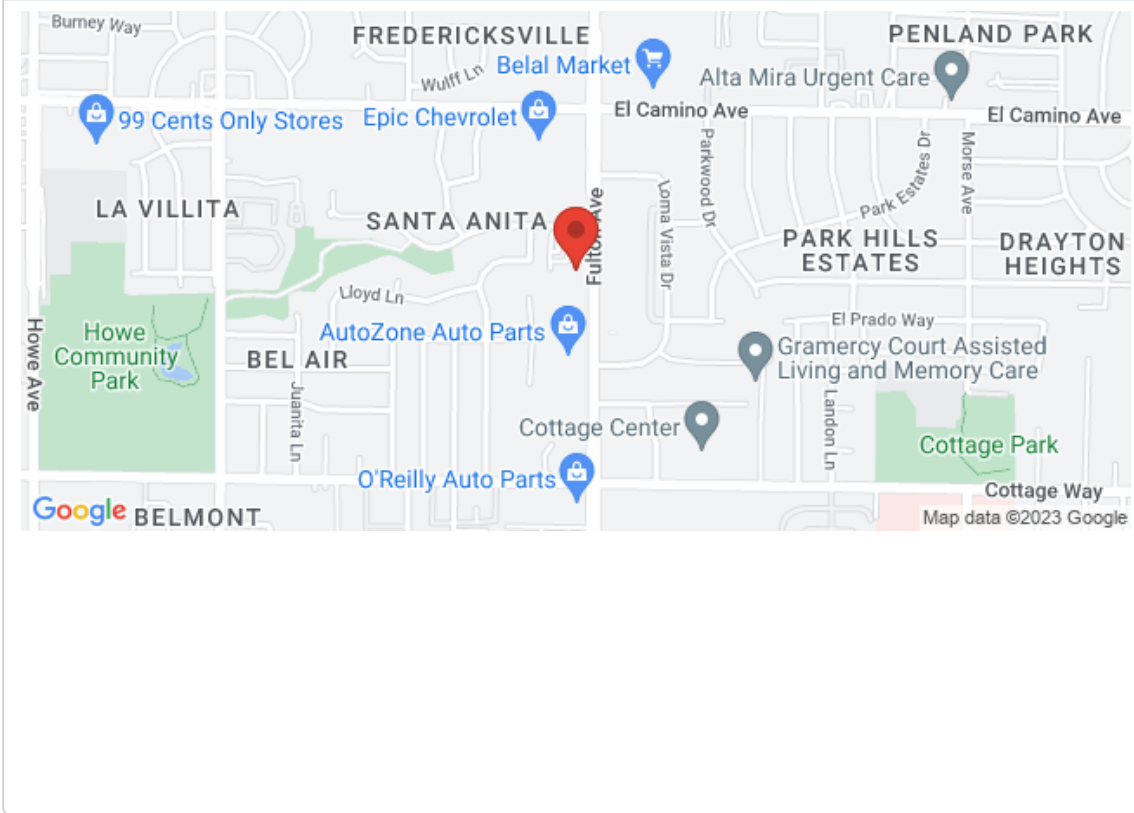 Burney Way
FREDERICKSVILLE
PENLAND PARK
Wulff Ln
Belal Market
Alta Mira Urgent Care
99 Cents Only Stores
Epic Chevrolet
El Camino Ave
El Camino Ave
Parkwood Dr
Park Estates Dr
Morse Ave
LA VILLITA
SANTA ANITA
Fulton Ave
Loma Vista Dr
PARK HILLS
ESTATES
DRAYTON
HEIGHTS
Lloyd Ln
Howe Ave
Howe
Community
Park
AutoZone Auto Parts
El Prado Way
BEL AIR
Gramercy Court Assisted
Living and Memory Care
Juanita Ln
Landon Ln
Cottage Center
Cottage Park
O'Reilly Auto Parts
Cottage Way
Google
BELMONT
Map data ©2023 Google